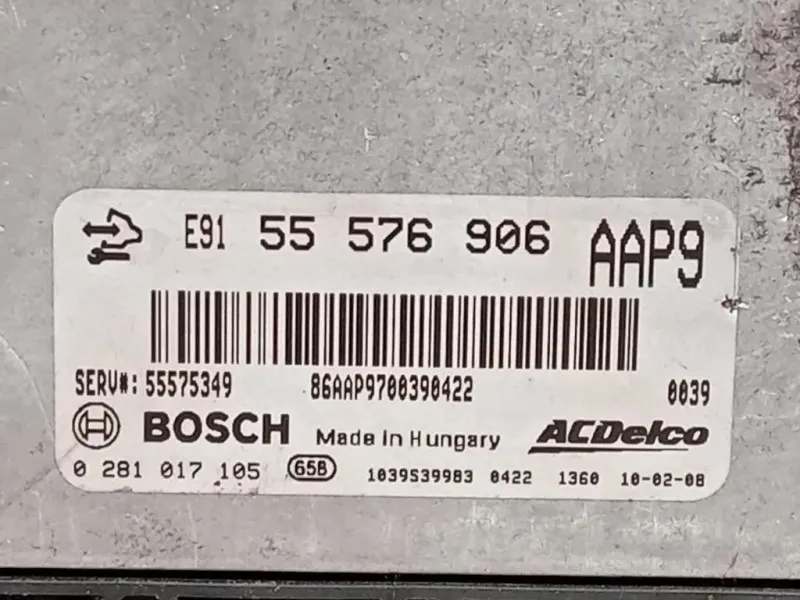 E91 55 576 906 AAP9
SERV#: 55575349 86AAP9700390422 0039
BOSCH Made in Hungary ACDelco
0 281 017 105 65B 1039S39983 0422 1360 10-02-08